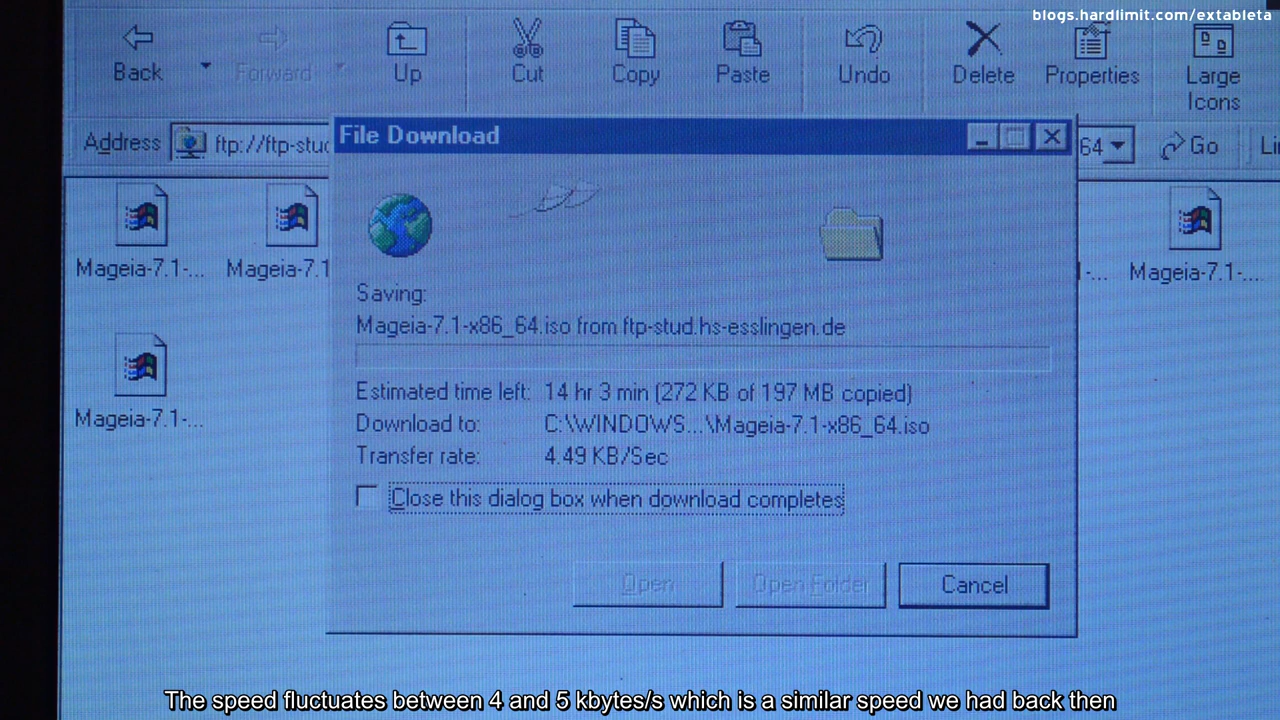 blogs.hardlimit.com/extableta
Back Forward Up Cut Copy Paste Undo Delete Properties Large
Icons
Address ftp://ftp-stud 64 Go Li
File Download
Mageia-7.1-... Mageia-7.1 Mageia-7.1-...
Saving:
Mageia-7.1-x86_64.iso from ftp-stud.hs-esslingen.de
Estimated time left: 14 hr 3 min (272 KB of 197 MB copied)
Mageia-7.1-... Download to: C:\WINDOWS...\Mageia-7.1-x86_64.iso
Transfer rate: 4.49 KB/Sec
Close this dialog box when download completes
Open Open Folder Cancel
The speed fluctuates between 4 and 5 kbytes/s which is a similar speed we had back then